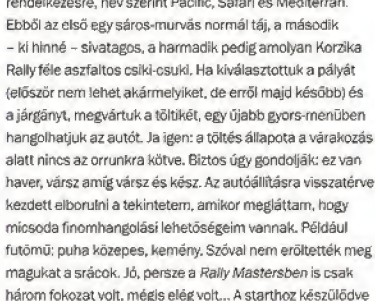 rendelkezésre, név szerint Pacific, Safari és Mediterrán.
Ebből az első egy sáros-murvás normál táj, a második
– ki hinné – sivatagos, a harmadik pedig amolyan Korzika
Rally féle aszfaltos csiki-csuki. Ha kiválasztottuk a pályát
(először nem lehet akármelyiket, de erről majd később) és
a járgányt, megvártuk a töltikét, egy újabb gyors-menüben
hangolhatjuk az autót. Ja igen: a töltés állapota a várakozás
alatt nincs az orrunkra kötve. Biztos úgy gondolják: ez van
haver, vársz amíg vársz és kész. Az autóállításra visszatérve
kezdett elborulni a tekintetem, amikor megláttam, hogy
micsoda finomhangolási lehetőségeim vannak. Például
futómű: puha közepes, kemény. Szóval nem erőltették meg
magukat a srácok. Jó, persze a Rally Mastersben is csak
három fokozat volt, mégis elég volt... A starthoz készülődve